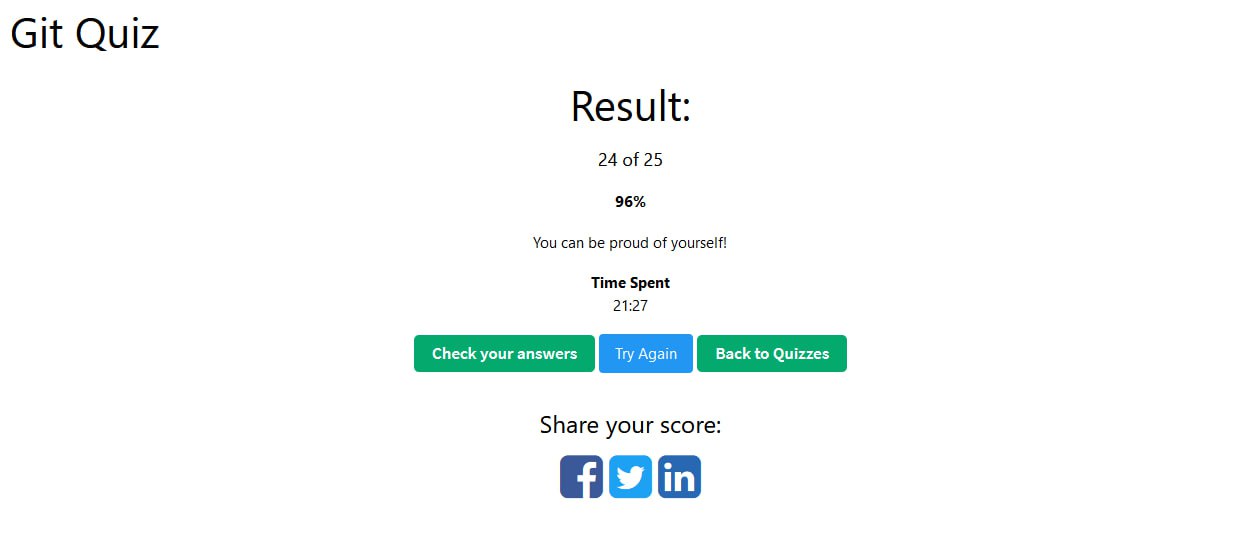 Git Quiz
Result:
24 of 25
96%
You can be proud of yourself!
Time Spent
21:27
Check your answers Try Again Back to Quizzes
Share your score:
f in